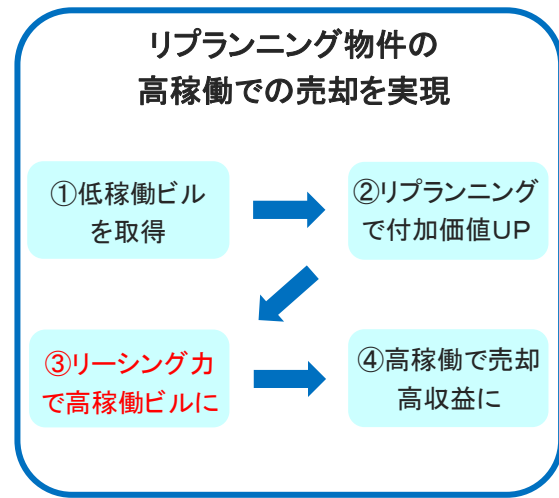 リプランニング物件の
高稼働での売却を実現
①低稼働ビル
を取得
②リプランニング
で付加価値UP
③リーシング力
で高稼働ビルに
④高稼働で売却
高収益に